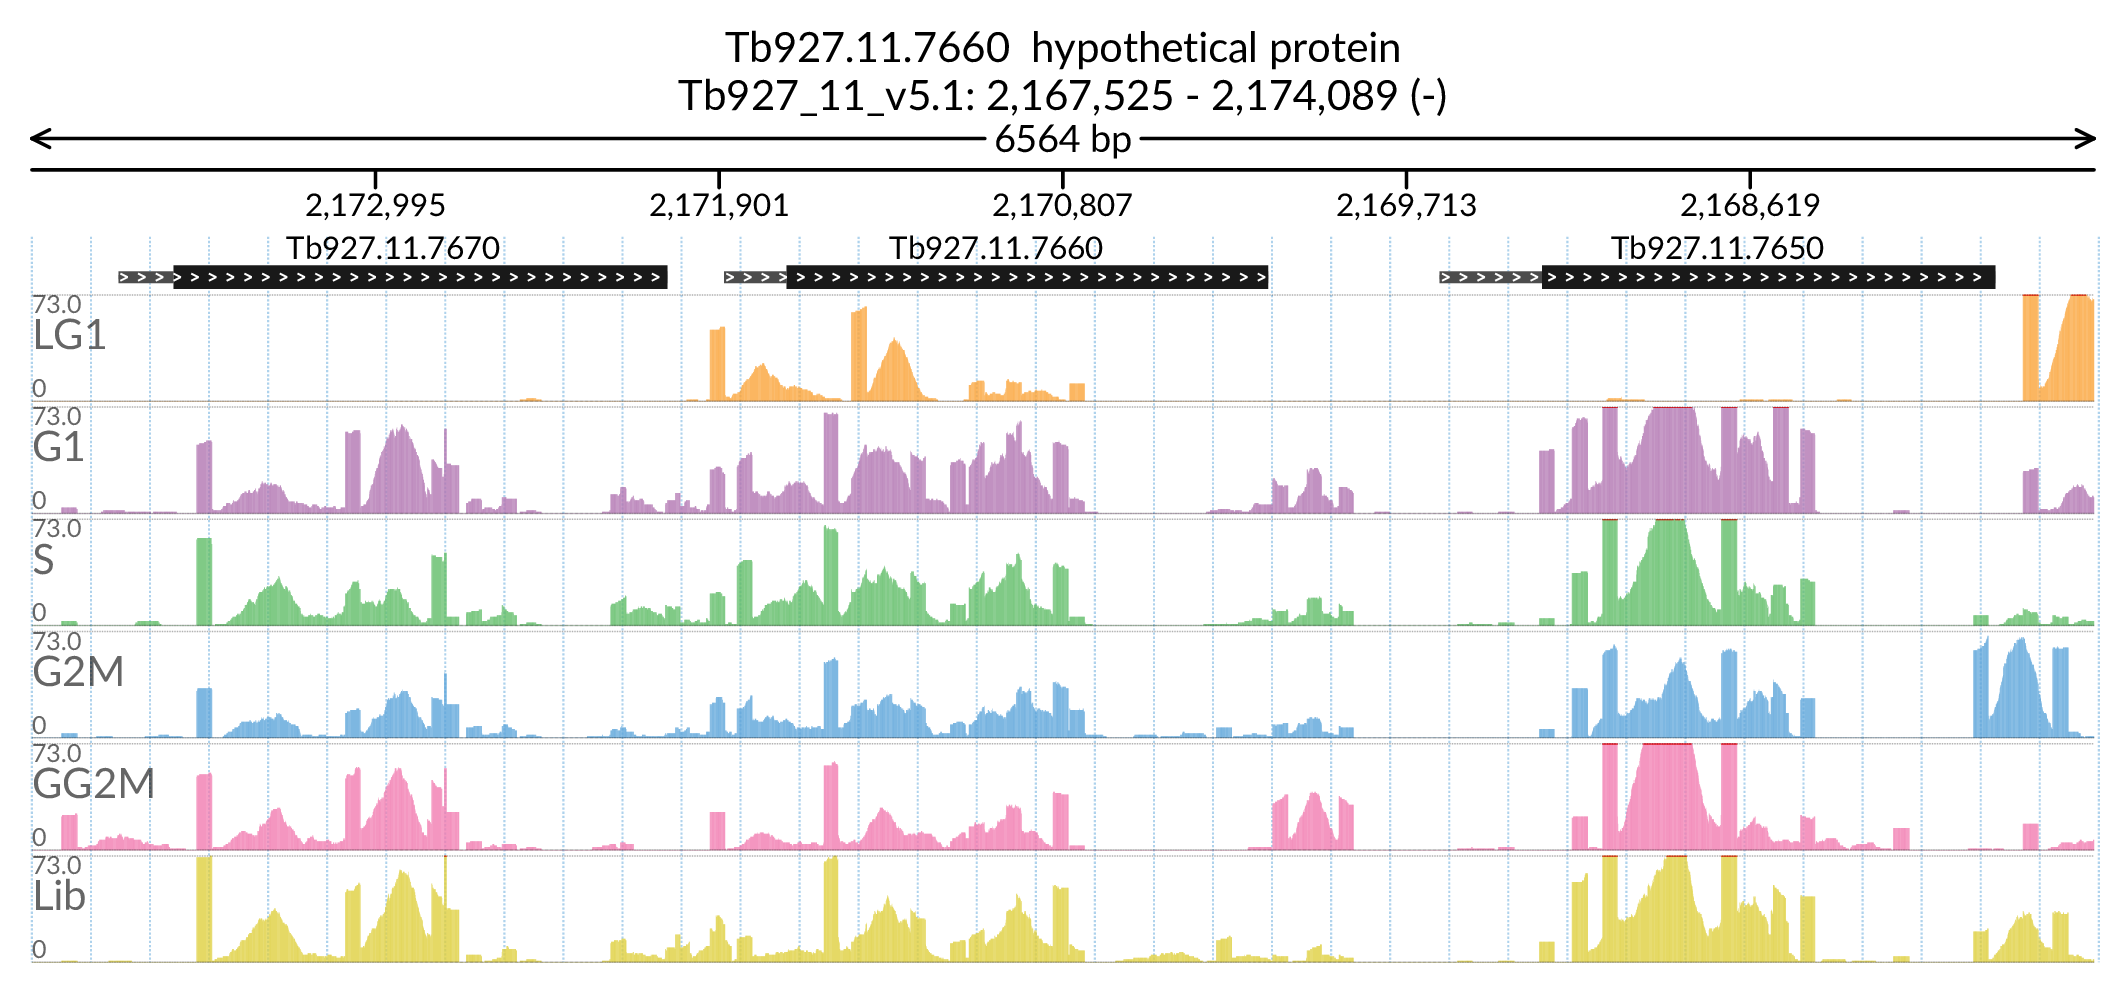 Tb927.11.7660 hypothetical protein
Tb927_11_v5.1: 2,167,525 - 2,174,089 (-)
6564 bp
2,172,995 2,171,901 2,170,807 2,169,713 2,168,619
Tb927.11.7670 Tb927.11.7660 Tb927.11.7650
73.0
LG1
0
73.0
G1
0
73.0
S
0
73.0
G2M
0
73.0
GG2M
0
73.0
Lib
0